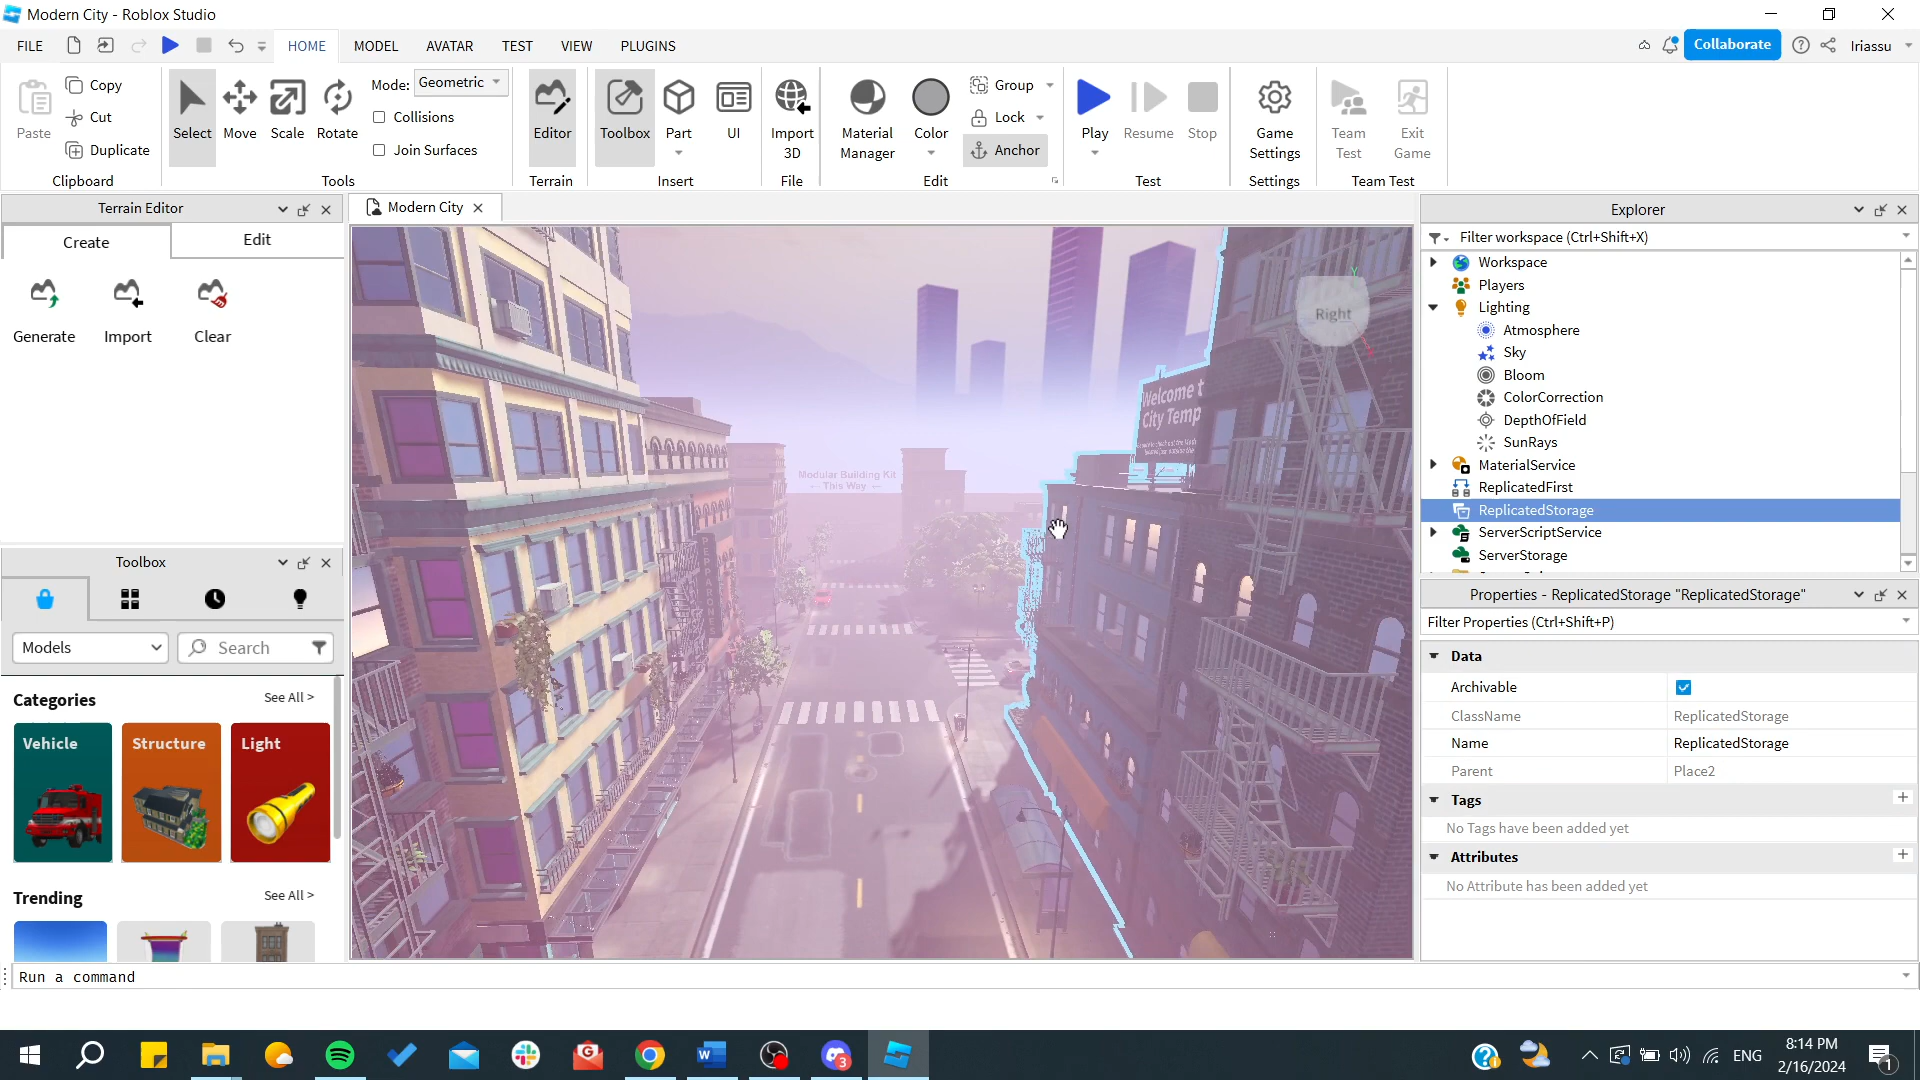 Modern City - Roblox Studio
FILE
HOME
MODEL
AVATAR
TEST
VIEW
PLUGINS
Collaborate
Iriassu
Paste
Copy
Cut
Duplicate
Clipboard
Select
Move
Scale
Rotate
Mode: Geometric
Collisions
Join Surfaces
Tools
Editor
Terrain
Toolbox
Part
UI
Insert
Import
3D
File
Material
Manager
Color
Group
Lock
Anchor
Edit
Play
Resume
Stop
Test
Game
Settings
Settings
Team
Test
Exit
Game
Team Test
Terrain Editor
Create
Edit
Generate
Import
Clear
Toolbox
Models
Search
Categories
See All >
Vehicle
Structure
Light
Trending
See All >
Modern City
Right
Y
Welcome t
City Temp
Modular Building Kit
← This Way ←
PEPPARONES
Explorer
Filter workspace (Ctrl+Shift+X)
Workspace
Players
Lighting
Atmosphere
Sky
Bloom
ColorCorrection
DepthOfField
SunRays
MaterialService
ReplicatedFirst
ReplicatedStorage
ServerScriptService
ServerStorage
Properties - ReplicatedStorage "ReplicatedStorage"
Filter Properties (Ctrl+Shift+P)
Data
Archivable
ClassName ReplicatedStorage
Name ReplicatedStorage
Parent Place2
Tags
No Tags have been added yet
Attributes
No Attribute has been added yet
Run a command
3
ENG
8:14 PM
2/16/2024
1